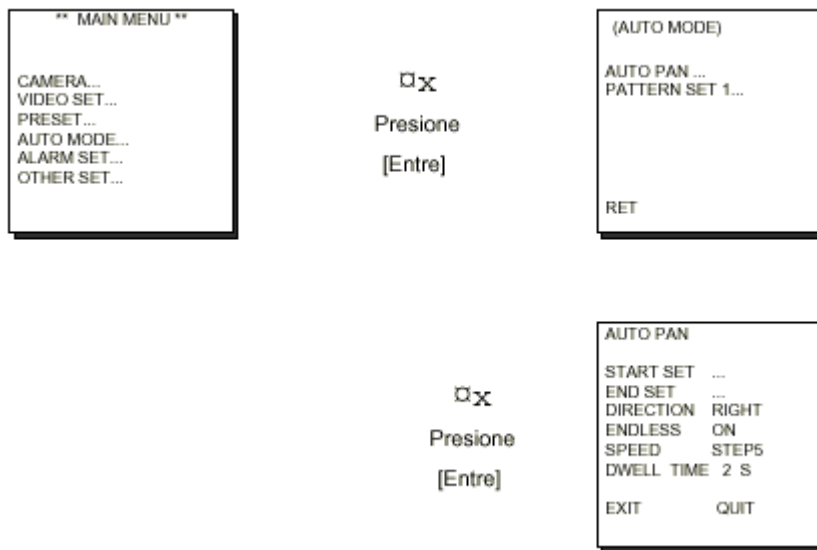 ** MAIN MENU **
CAMERA...
VIDEO SET...
PRESET...
AUTO MODE...
ALARM SET...
OTHER SET...
¤x
Presione
[Entre]
(AUTO MODE)
AUTO PAN ...
PATTERN SET 1...
RET
¤x
Presione
[Entre]
AUTO PAN
START SET ...
END SET ...
DIRECTION RIGHT
ENDLESS ON
SPEED STEP5
DWELL TIME 2 S
EXIT QUIT